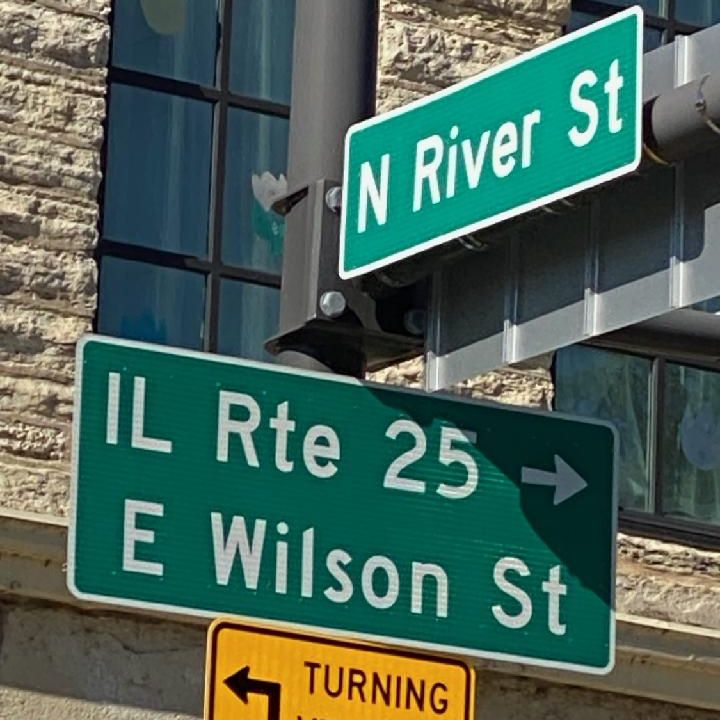 N River St
IL Rte 25
E Wilson St
TURNING